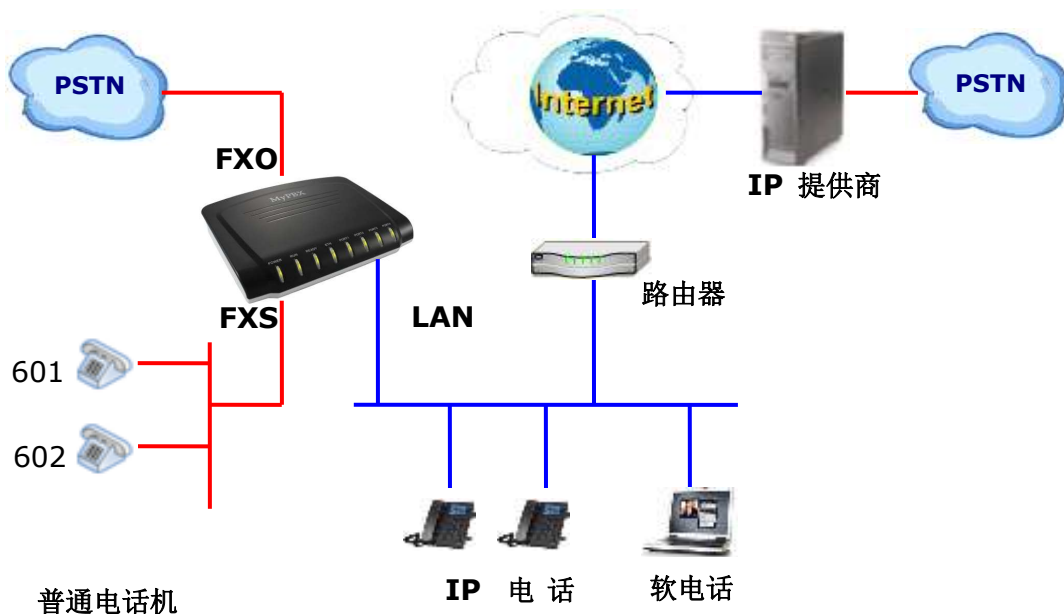 PSTN
Internet
PSTN
FXO
IP 提供商
MyPBX
路由器
FXS
LAN
601
602
IP 电 话
软电话
普通电话机